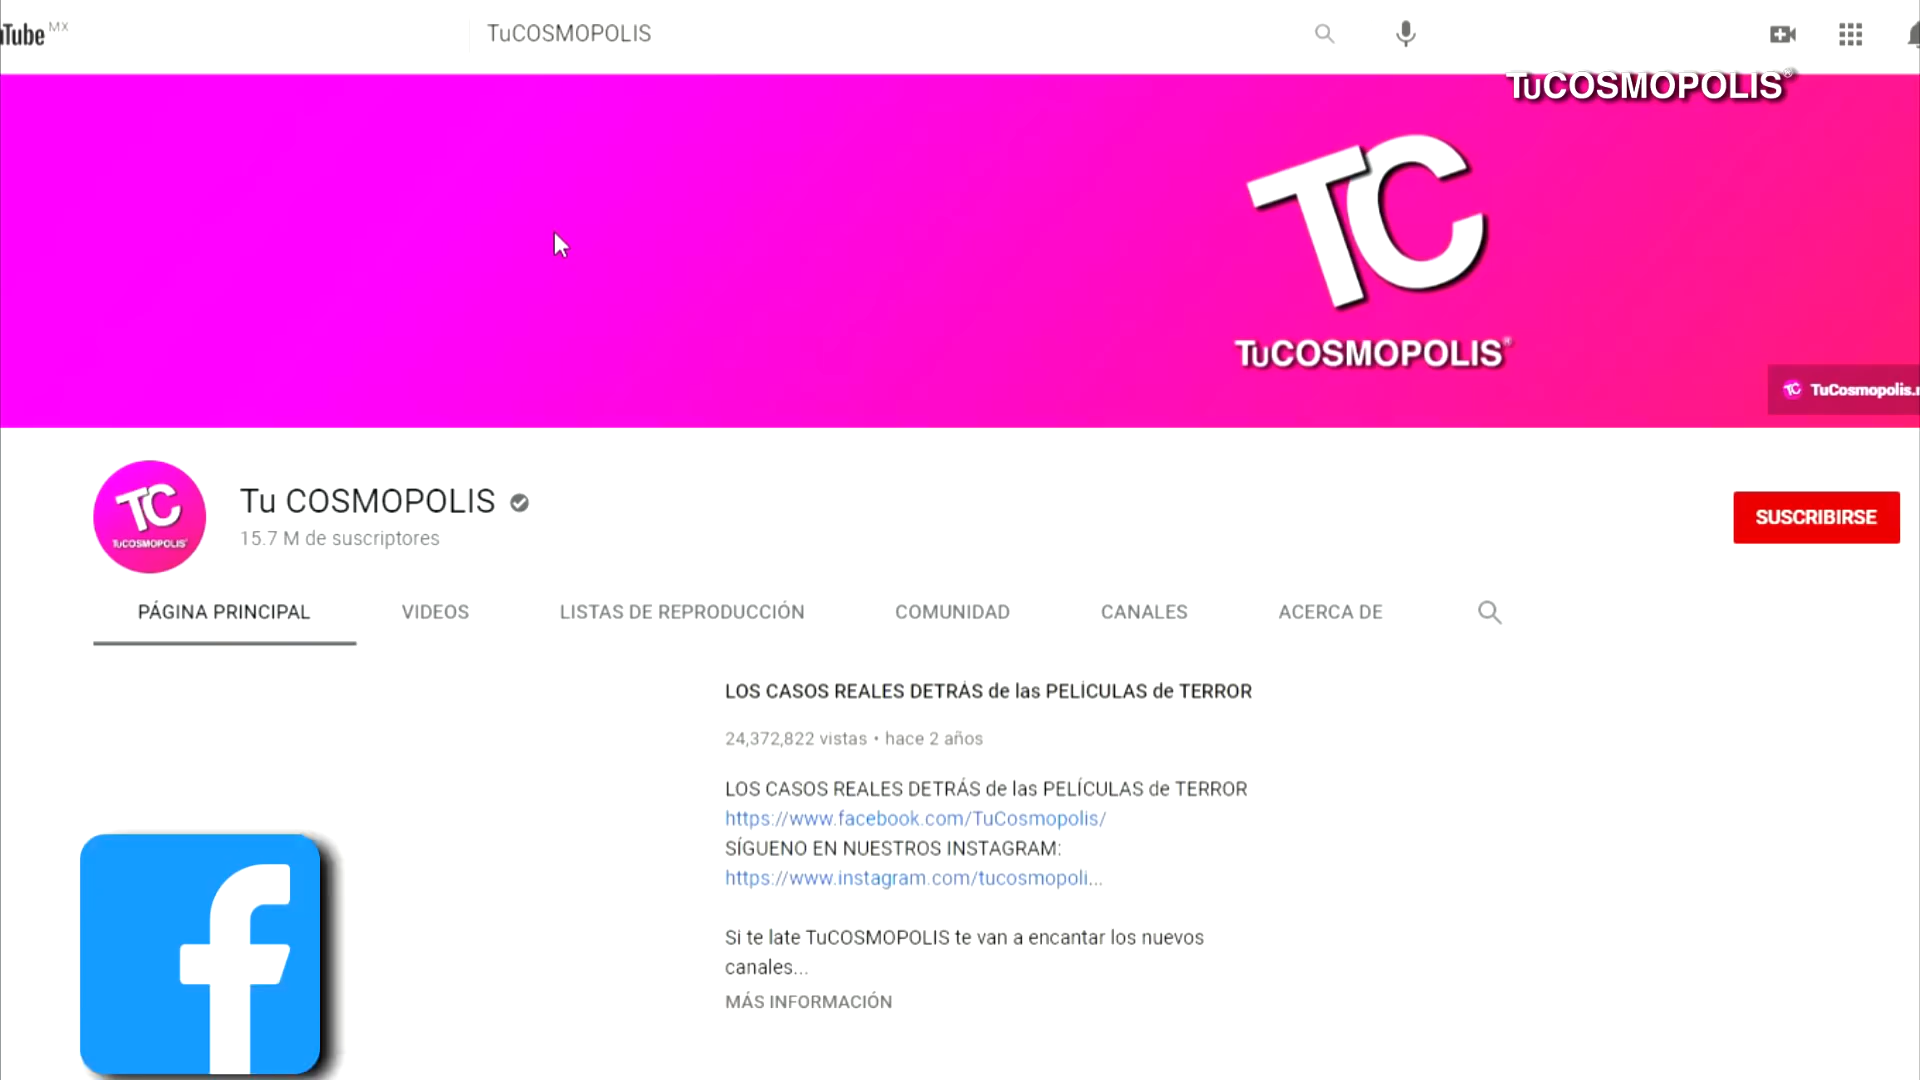 Tube MX
TuCOSMOPOLIS
TuCOSMOPOLIS®
TC
TuCOSMOPOLIS®
TC TuCosmopolis.
TC
TuCOSMOPOLIS®
Tu COSMOPOLIS
15.7 M de suscriptores
SUSCRIBIRSE
PÁGINA PRINCIPAL VIDEOS LISTAS DE REPRODUCCIÓN COMUNIDAD CANALES ACERCA DE
LOS CASOS REALES DETRÁS de las PELÍCULAS de TERROR
24,372,822 vistas • hace 2 años
LOS CASOS REALES DETRÁS de las PELÍCULAS de TERROR
https://www.facebook.com/TuCosmopolis/
SÍGUENO EN NUESTROS INSTAGRAM:
https://www.instagram.com/tucosmopoli...
Si te late TuCOSMOPOLIS te van a encantar los nuevos
canales...
MÁS INFORMACIÓN
f